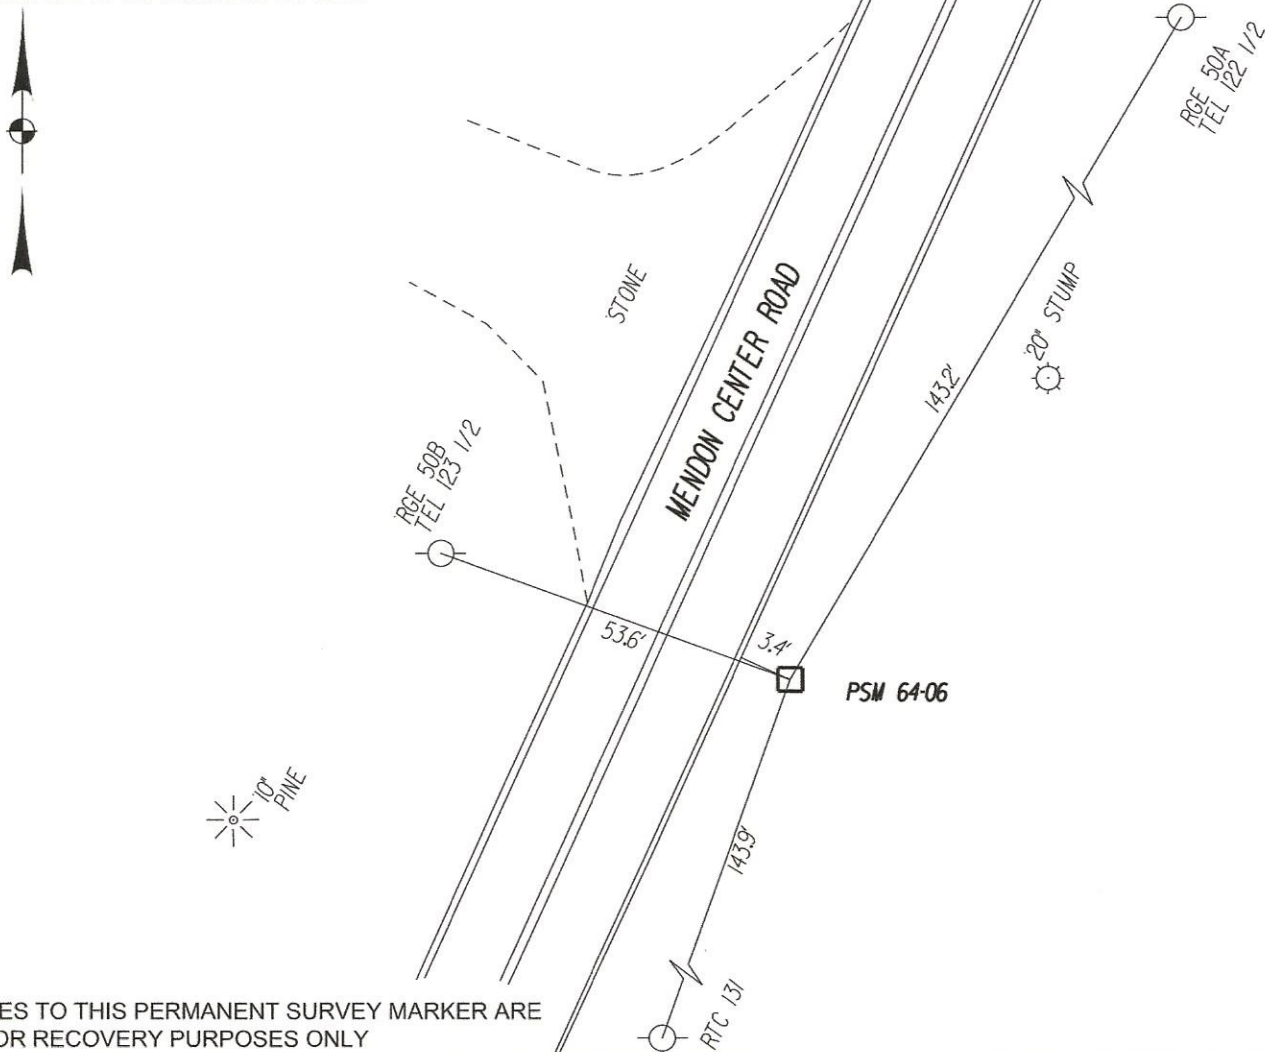 RGE 50A
TEL 122 1/2
STONE
MENDON CENTER ROAD
20" STUMP
143.2'
RGE 50B
TEL 123 1/2
53.6'
3.4'
PSM 64-06
10"
PINE
143.9'
RTC 131
ES TO THIS PERMANENT SURVEY MARKER ARE
OR RECOVERY PURPOSES ONLY